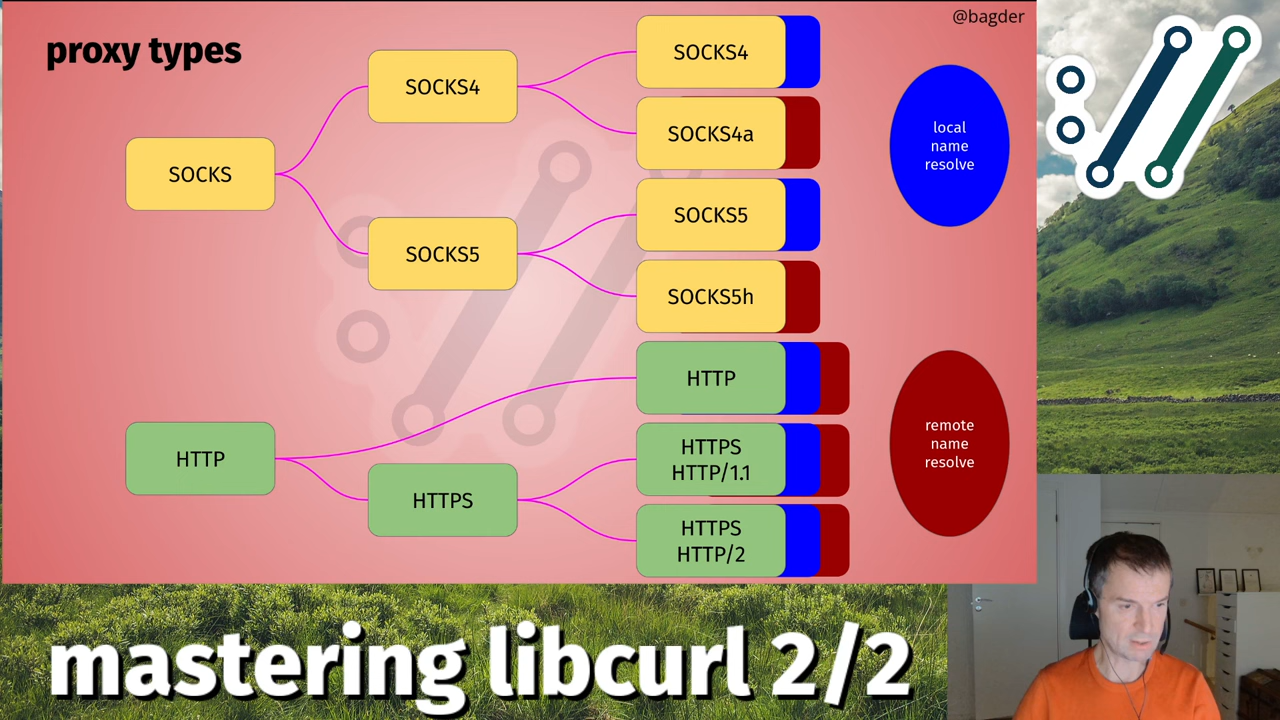 @bagder
proxy types
SOCKS
SOCKS4
SOCKS5
SOCKS4
SOCKS4a
SOCKS5
SOCKS5h
HTTP
HTTPS
HTTP
HTTPS
HTTP/1.1
HTTPS
HTTP/2
local
name
resolve
remote
name
resolve
mastering libcurl 2/2